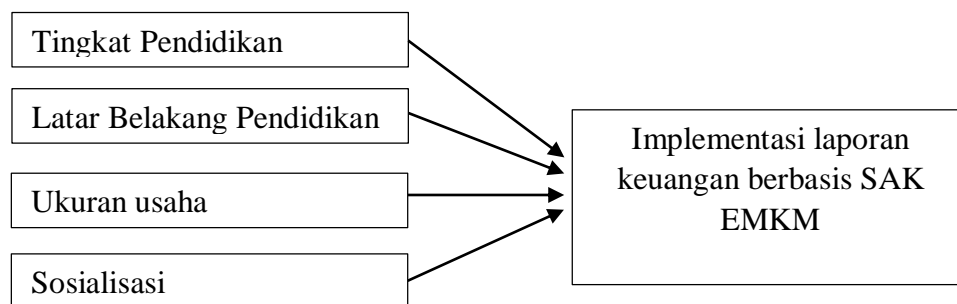 Tingkat Pendidikan
Latar Belakang Pendidikan
Ukuran usaha
Sosialisasi
Implementasi laporan
keuangan berbasis SAK
EMKM